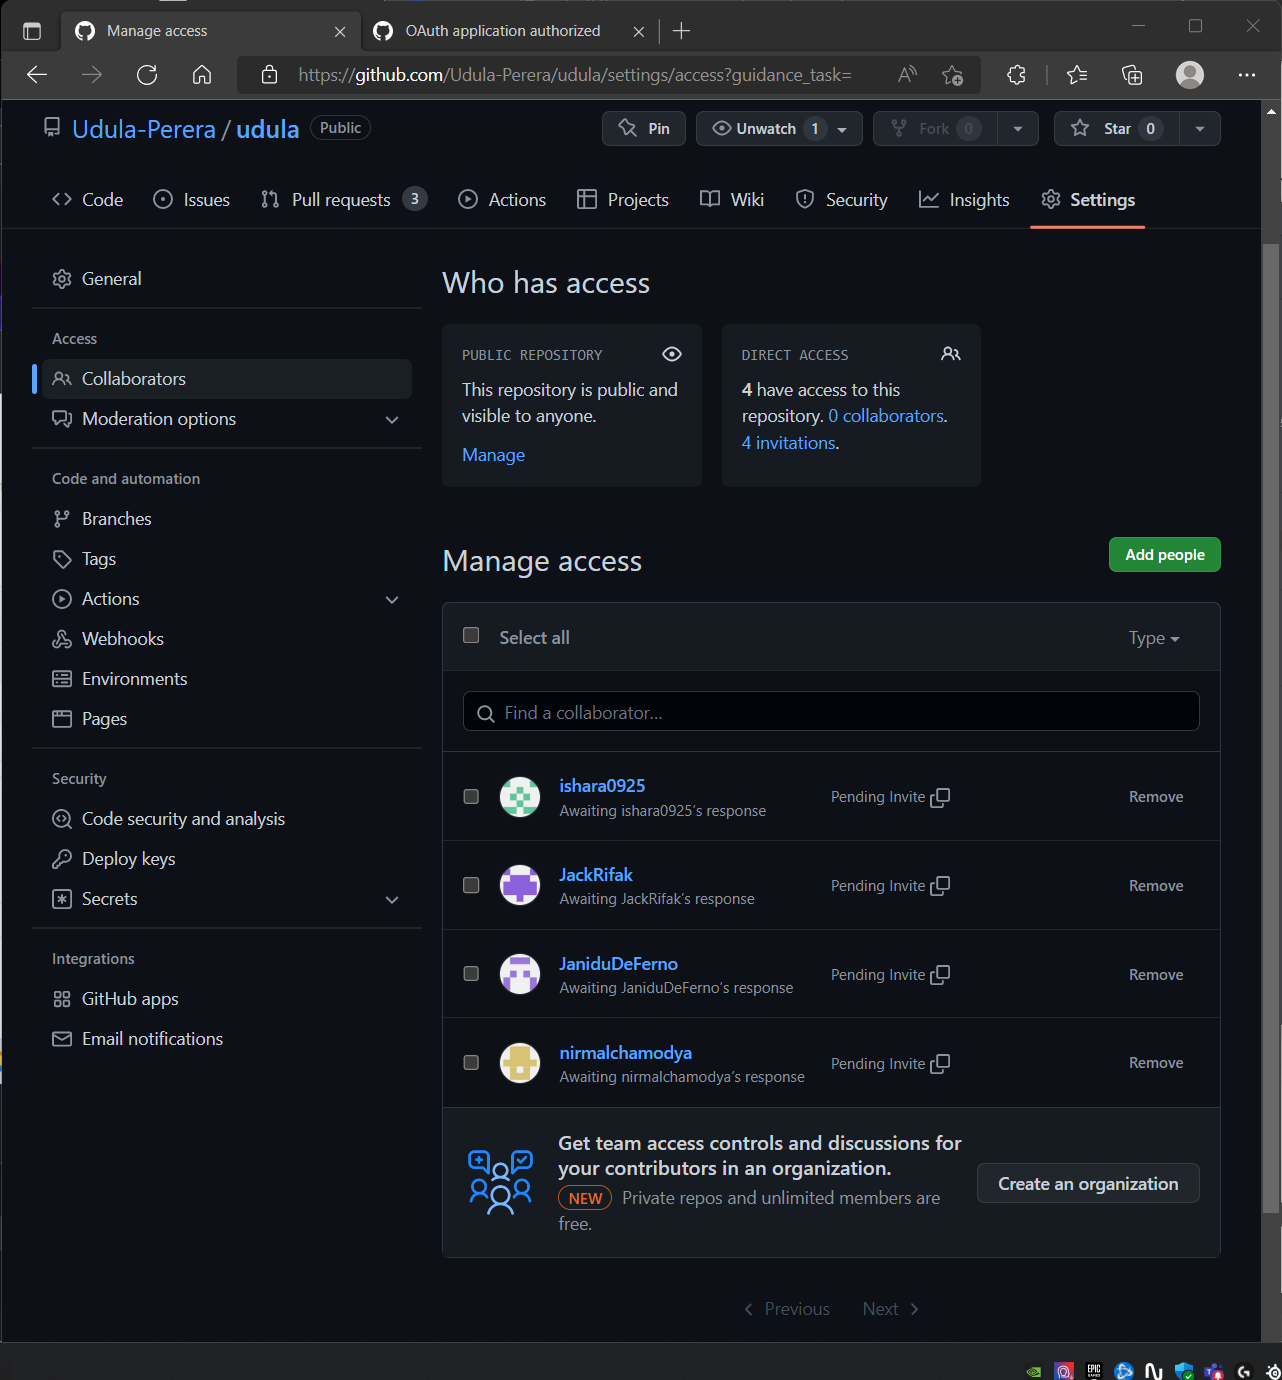 Manage access
OAuth application authorized
https://github.com/Udula-Perera/udula/settings/access?guidance_task=
Udula-Perera / udula Public
Pin
Unwatch 1
Fork 0
Star 0
Code
Issues
Pull requests 3
Actions
Projects
Wiki
Security
Insights
Settings
General
Access
Collaborators
Moderation options
Code and automation
Branches
Tags
Actions
Webhooks
Environments
Pages
Security
Code security and analysis
Deploy keys
Secrets
Integrations
GitHub apps
Email notifications
Who has access
PUBLIC REPOSITORY
This repository is public and
visible to anyone.
Manage
DIRECT ACCESS
4 have access to this
repository. 0 collaborators.
4 invitations.
Manage access
Add people
Select all
Type
Find a collaborator...
ishara0925
Awaiting ishara0925's response
Pending Invite
Remove
JackRifak
Awaiting JackRifak's response
Pending Invite
Remove
JaniduDeFerno
Awaiting JaniduDeFerno's response
Pending Invite
Remove
nirmalchamodya
Awaiting nirmalchamodya's response
Pending Invite
Remove
Get team access controls and discussions for
your contributors in an organization.
NEW Private repos and unlimited members are
free.
Create an organization
Previous
Next
EPIC